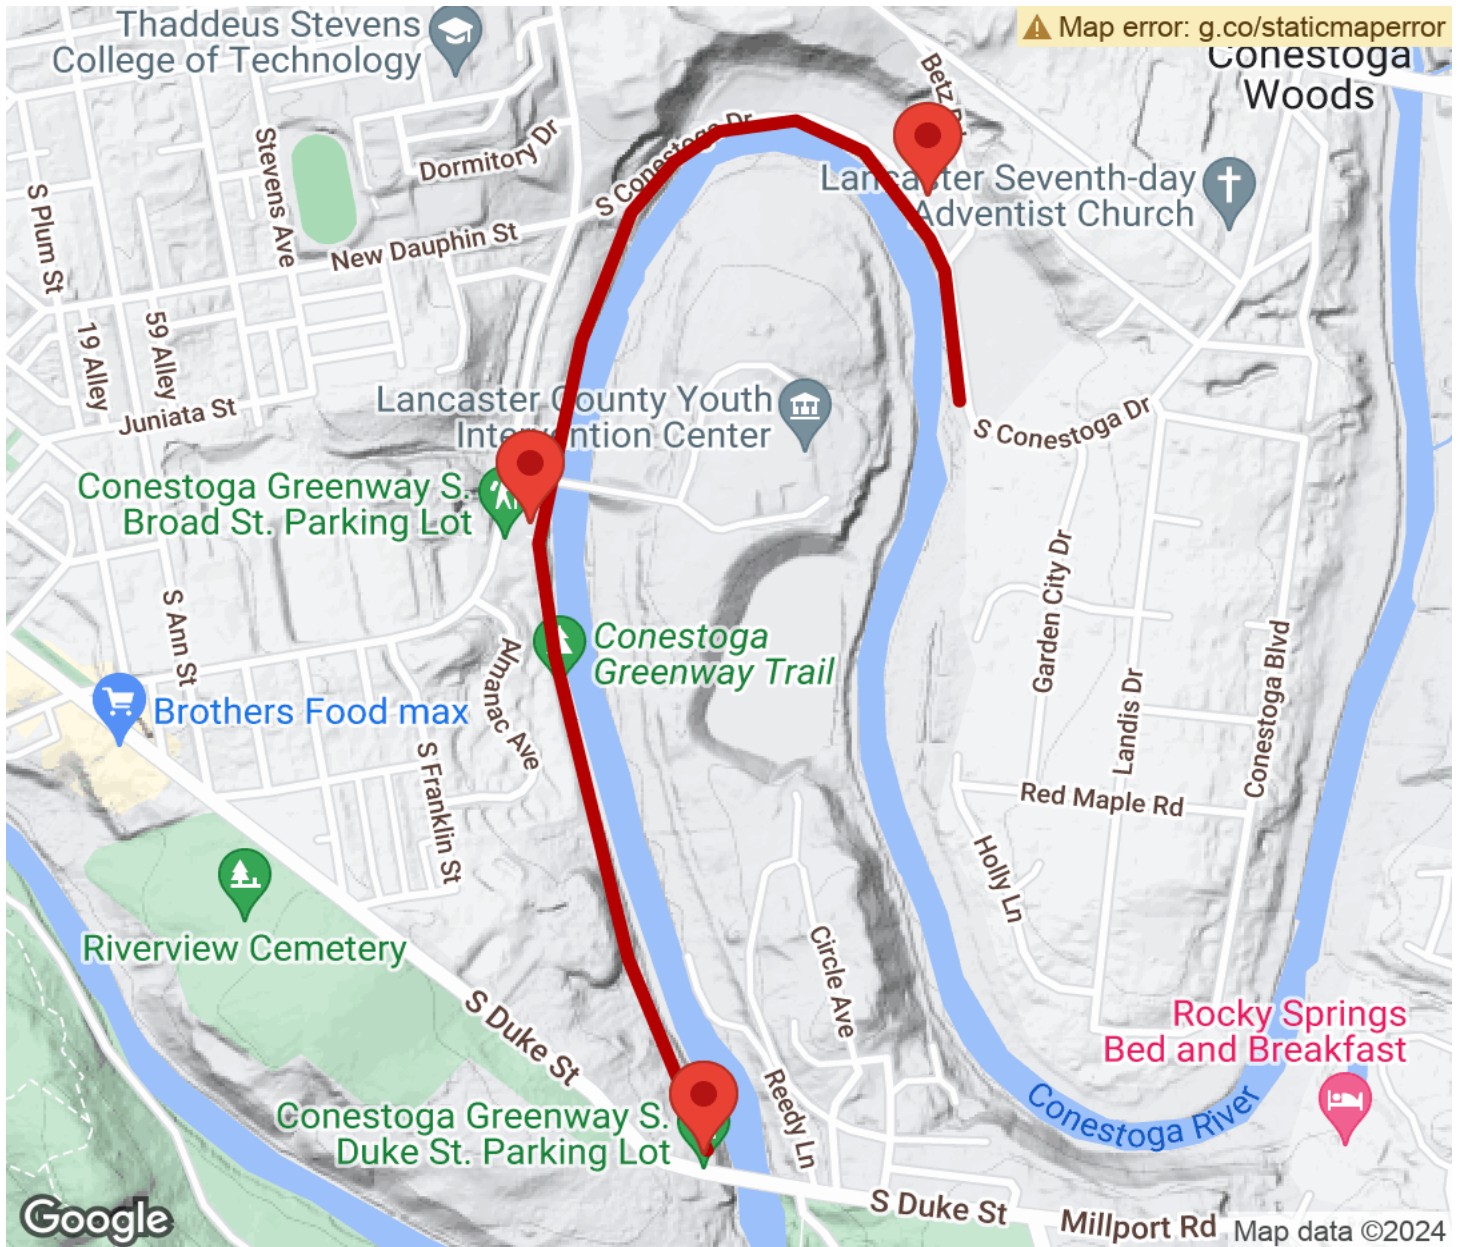 Thaddeus Stevens
College of Technology
Map error: g.co/staticmaperror
Conestoga
Woods
Stevens Ave
Dormitory Dr
S Conestoga Dr
Lancaster Seventh-day
Adventist Church
S Plum St
New Dauphin St
19 Alley
59 Alley
Juniata St
Lancaster County Youth
Intervention Center
S Conestoga Dr
Conestoga Greenway S.
Broad St. Parking Lot
S Ann St
Garden City Dr
Conestoga
Greenway Trail
Almanac Ave
Brothers Food max
S Franklin St
Landis Dr
Conestoga Blvd
Red Maple Rd
Holly Ln
Riverview Cemetery
Circle Ave
S Duke St
Rocky Springs
Bed and Breakfast
Conestoga River
Reedy Ln
Conestoga Greenway S.
Duke St. Parking Lot
S Duke St
Millport Rd
Google
Map data ©2024